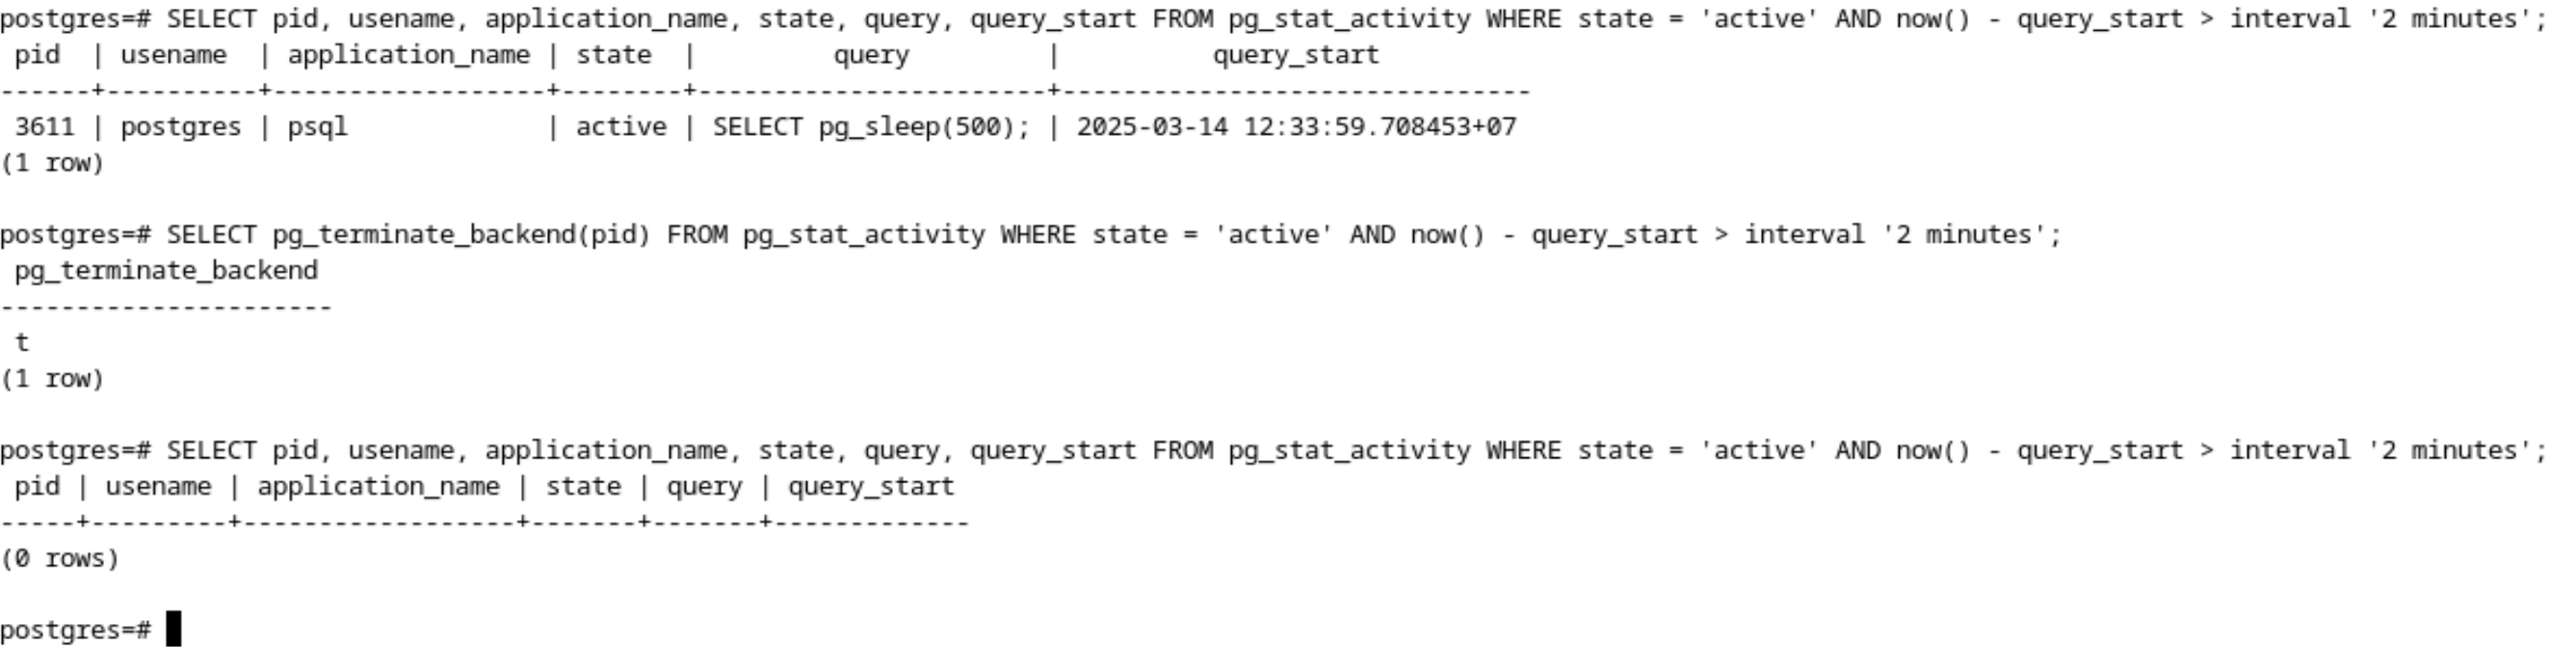 postgres=# SELECT pid, usename, application_name, state, query, query_start FROM pg_stat_activity WHERE state = 'active' AND now() - query_start > interval '2 minutes';
 pid  | usename  | application_name | state  |         query         |          query_start
------+----------+------------------+--------+-----------------------+-------------------------------
 3611 | postgres | psql             | active | SELECT pg_sleep(500); | 2025-03-14 12:33:59.708453+07
(1 row)

postgres=# SELECT pg_terminate_backend(pid) FROM pg_stat_activity WHERE state = 'active' AND now() - query_start > interval '2 minutes';
 pg_terminate_backend
----------------------
 t
(1 row)

postgres=# SELECT pid, usename, application_name, state, query, query_start FROM pg_stat_activity WHERE state = 'active' AND now() - query_start > interval '2 minutes';
 pid | usename | application_name | state | query | query_start
-----+---------+------------------+-------+-------+-------------
(0 rows)

postgres=#